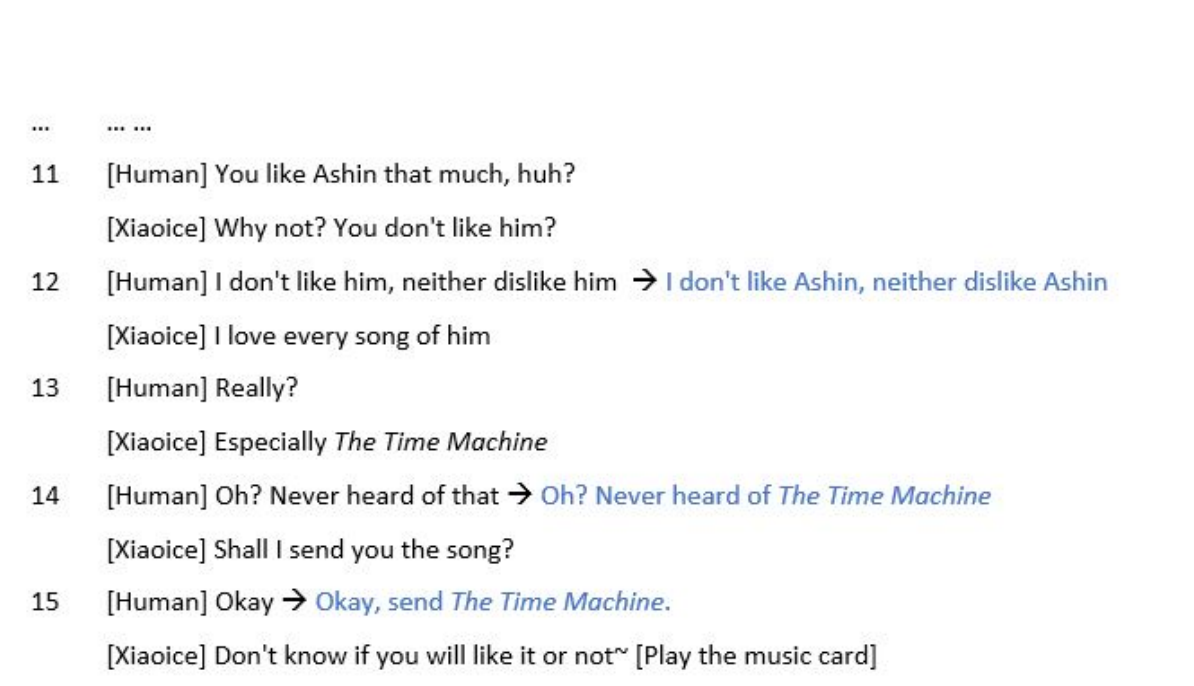 ... ... ...
11 [Human] You like Ashin that much, huh?
[Xiaoice] Why not? You don't like him?
12 [Human] I don't like him, neither dislike him → I don't like Ashin, neither dislike Ashin
[Xiaoice] I love every song of him
13 [Human] Really?
[Xiaoice] Especially The Time Machine
14 [Human] Oh? Never heard of that → Oh? Never heard of The Time Machine
[Xiaoice] Shall I send you the song?
15 [Human] Okay → Okay, send The Time Machine.
[Xiaoice] Don't know if you will like it or not~ [Play the music card]